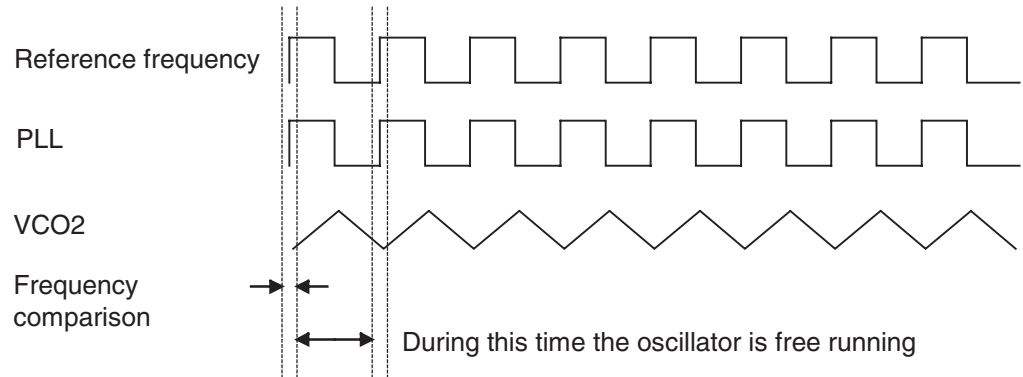 Reference frequency
PLL
VCO2
Frequency
comparison
During this time the oscillator is free running